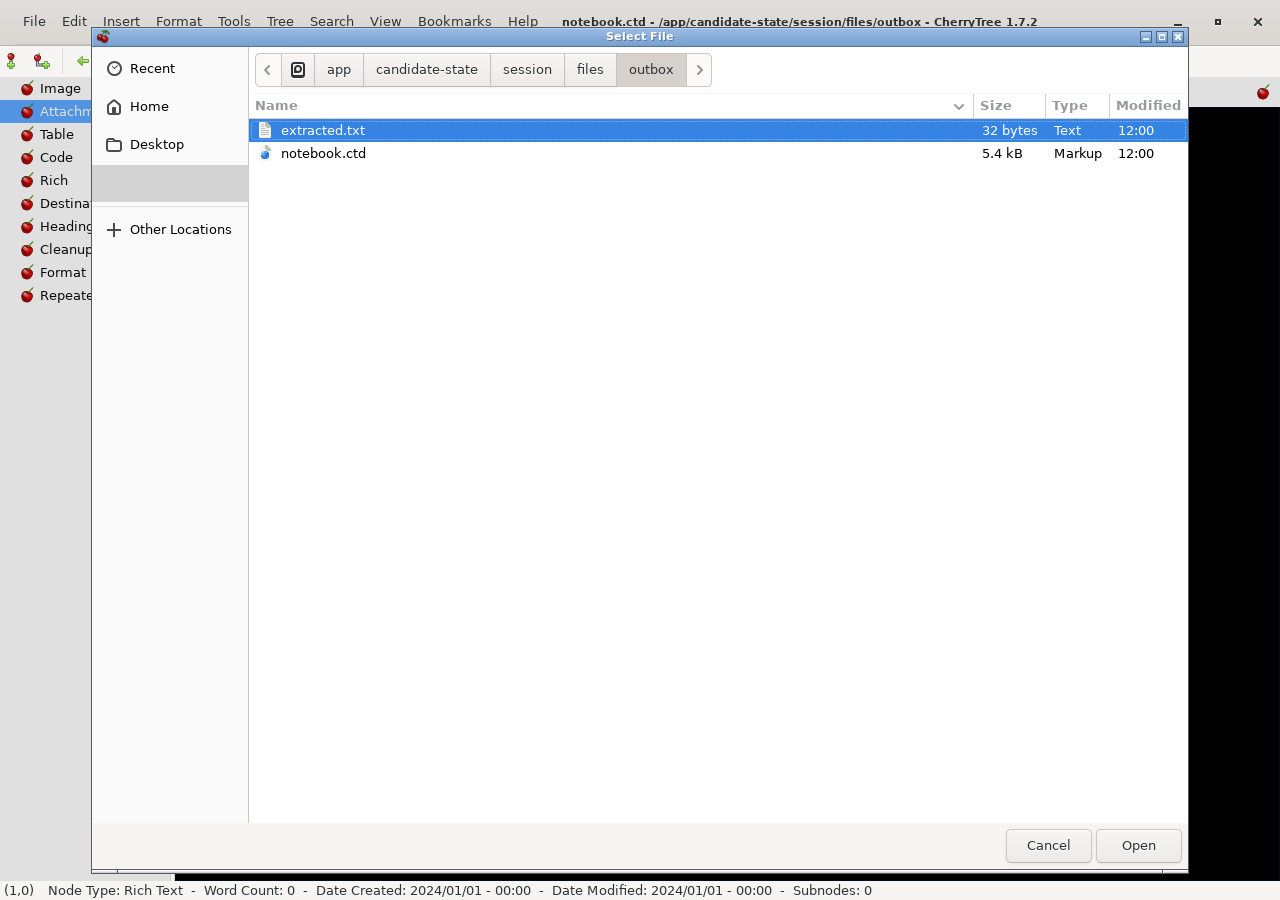 File Edit Insert Format Tools Tree Search View Bookmarks Help notebook.ctd - /app/candidate-state/session/files/outbox - CherryTree 1.7.2
Select File
Recent
Home
Desktop
Other Locations
app candidate-state session files outbox
Name Size Type Modified
extracted.txt 32 bytes Text 12:00
notebook.ctd 5.4 kB Markup 12:00
Image
Attachm
Table
Code
Rich
Destina
Heading
Cleanup
Format
Repeate
Cancel Open
(1,0) Node Type: Rich Text - Word Count: 0 - Date Created: 2024/01/01 - 00:00 - Date Modified: 2024/01/01 - 00:00 - Subnodes: 0